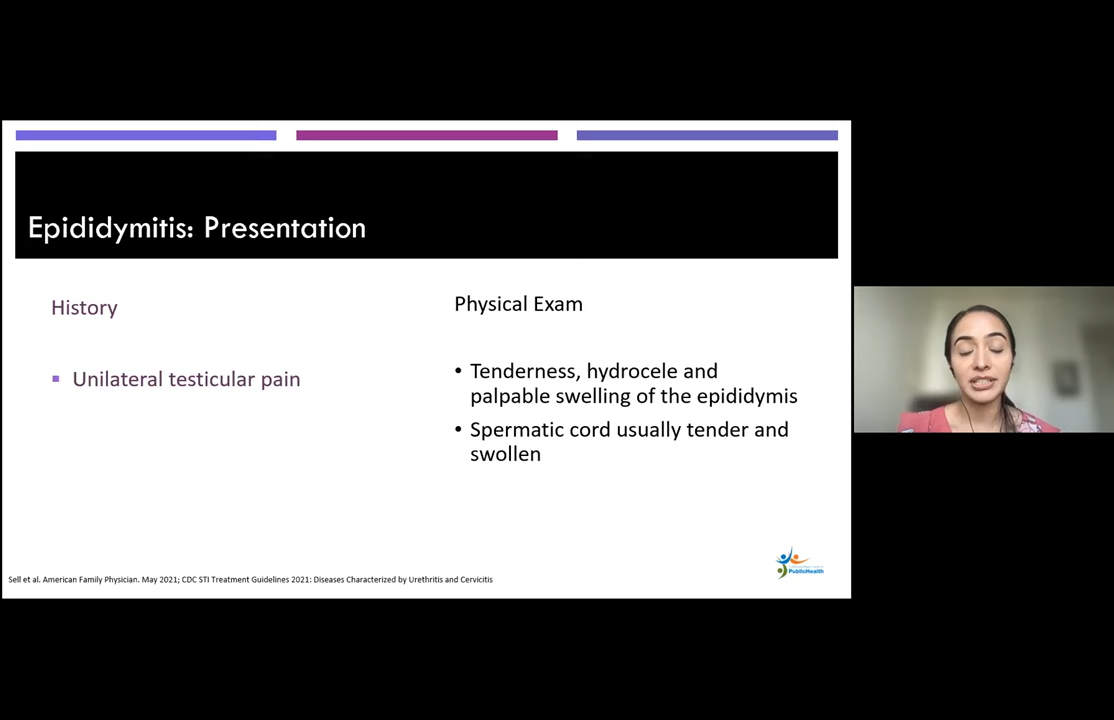 Epididymitis: Presentation
History
Unilateral testicular pain
Physical Exam
• Tenderness, hydrocele and
palpable swelling of the epididymis
• Spermatic cord usually tender and
swollen
Sell et al. American Family Physician. May 2021; CDC STI Treatment Guidelines 2021: Diseases Characterized by Urethritis and Cervicitis
PublicHealth